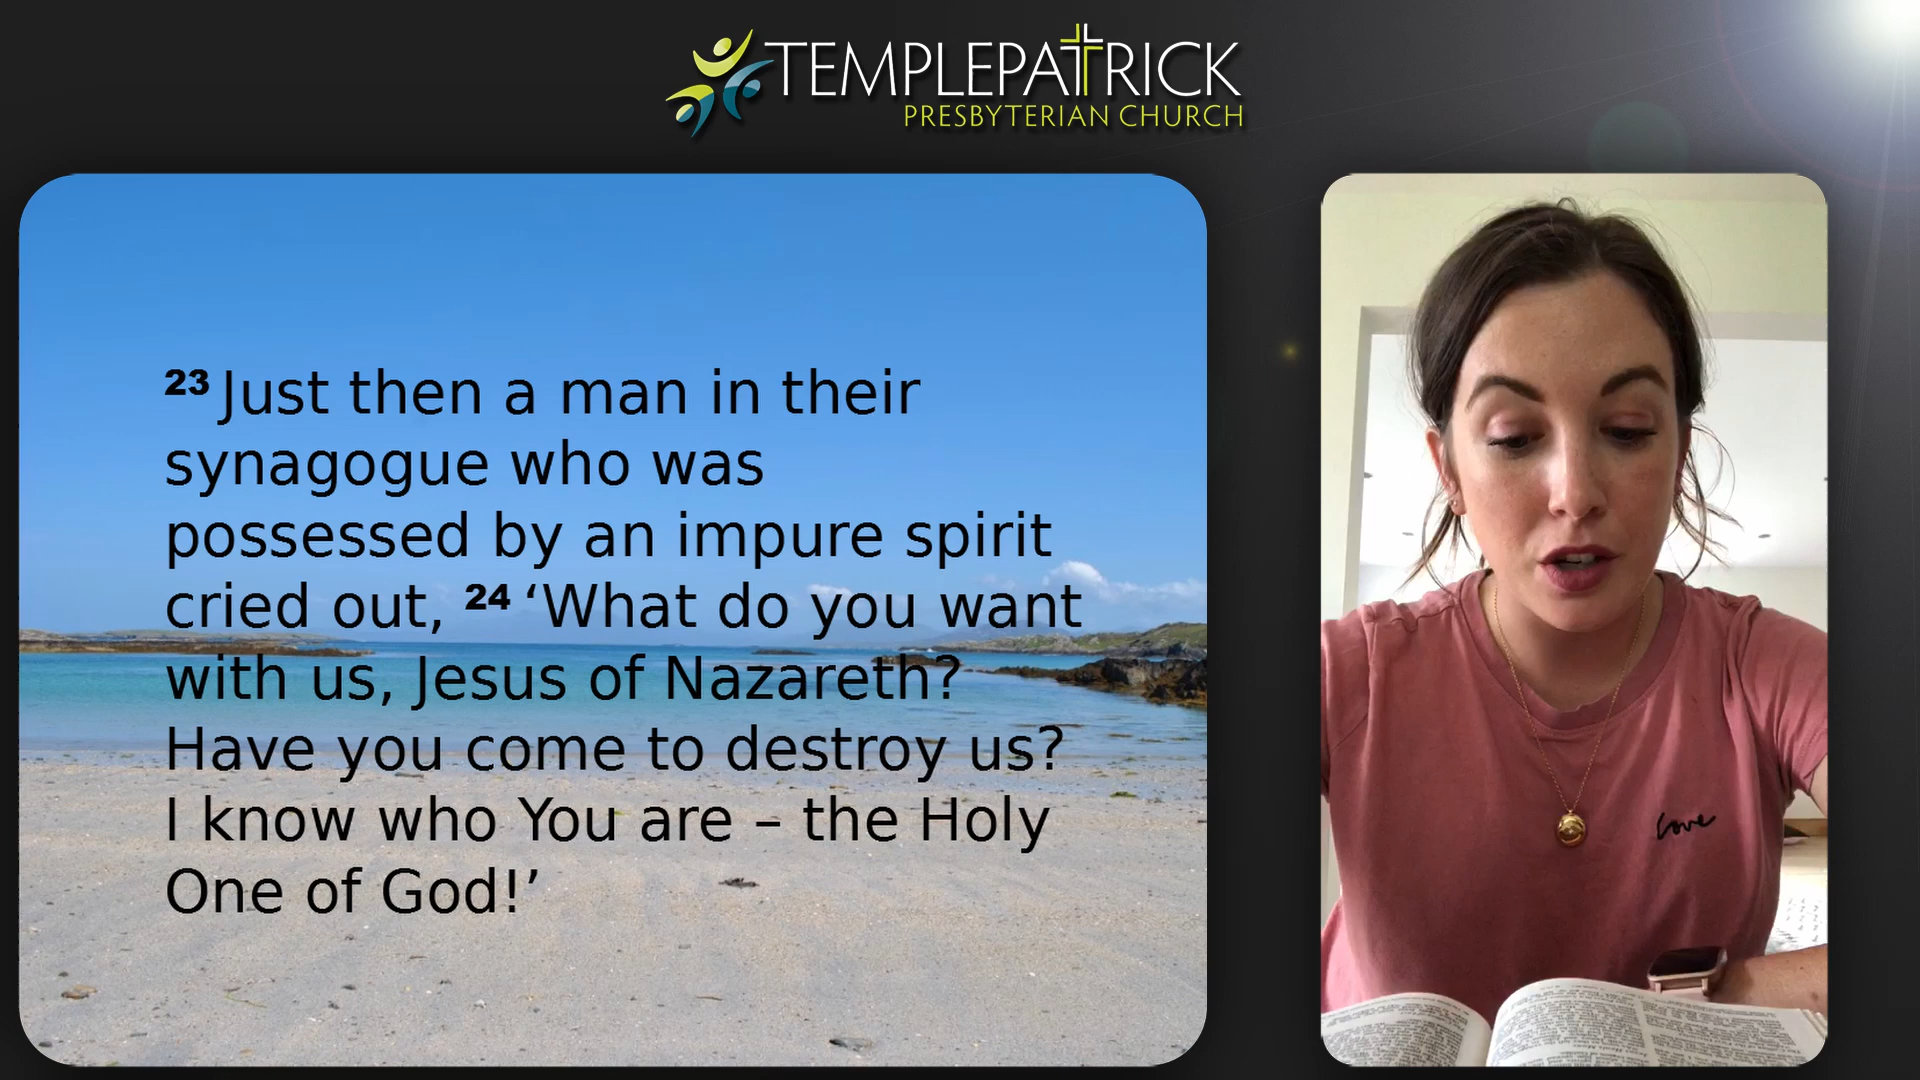 TEMPLEPATRICK
PRESBYTERIAN CHURCH
23 Just then a man in their
synagogue who was
possessed by an impure spirit
cried out, 24 ‘What do you want
with us, Jesus of Nazareth?
Have you come to destroy us?
I know who You are – the Holy
One of God!’
love